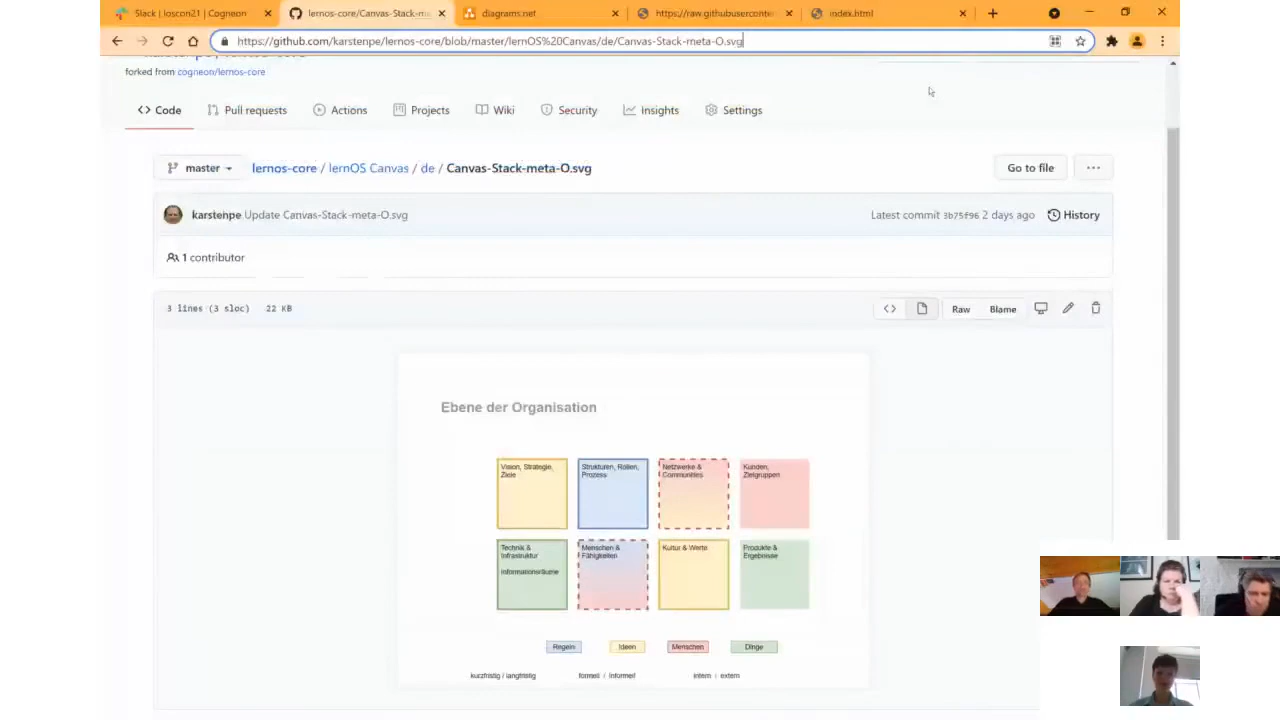 Slack | loscon21 | Cogneon
lernos-core/Canvas-Stack-met
diagrams.net
https://raw.githubuserconten
index.html
https://github.com/karstenpe/lernos-core/blob/master/lernOS%20Canvas/de/Canvas-Stack-meta-O.svg
forked from cogneon/lernos-core
Code
Pull requests
Actions
Projects
Wiki
Security
Insights
Settings
master
lernos-core / lernOS Canvas / de / Canvas-Stack-meta-O.svg
Go to file
karstenpe Update Canvas-Stack-meta-O.svg
Latest commit 3b75f96 2 days ago
History
1 contributor
3 lines (3 sloc) 22 KB
Raw
Blame
Ebene der Organisation
Vision, Strategie,
Ziele
Strukturen, Rollen,
Prozess
Netzwerke &
Communities
Kunden,
Zielgruppen
Technik &
Infrastruktur
Informationsräume
Menschen &
Fähigkeiten
Kultur & Werte
Produkte &
Ergebnisse
Regeln
Ideen
Menschen
Dinge
kurzfristig / langfristig
formell / informell
intern / extern